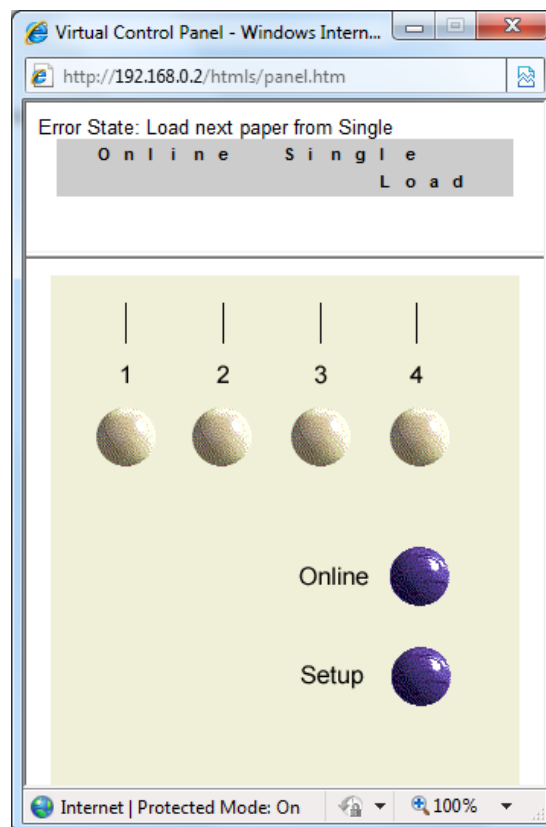 Virtual Control Panel - Windows Intern...
http://192.168.0.2/htmls/panel.htm
Error State: Load next paper from Single
Online Single
Load
1 2 3 4
Online
Setup
Internet | Protected Mode: On 100%